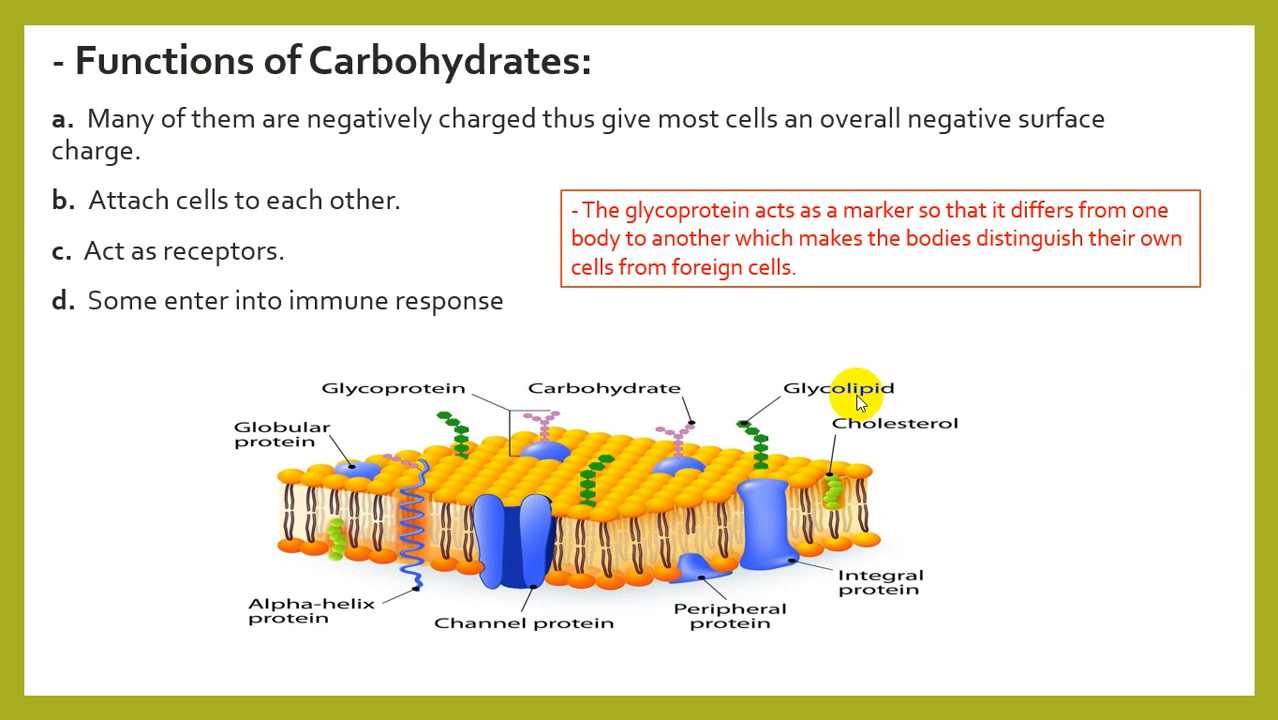 - Functions of Carbohydrates:
a. Many of them are negatively charged thus give most cells an overall negative surface
charge.
b. Attach cells to each other.
c. Act as receptors.
d. Some enter into immune response
- The glycoprotein acts as a marker so that it differs from one
body to another which makes the bodies distinguish their own
cells from foreign cells.
Glycoprotein
Carbohydrate
Glycolipid
Globular
protein
Cholesterol
Alpha-helix
protein
Channel protein
Peripheral
protein
Integral
protein